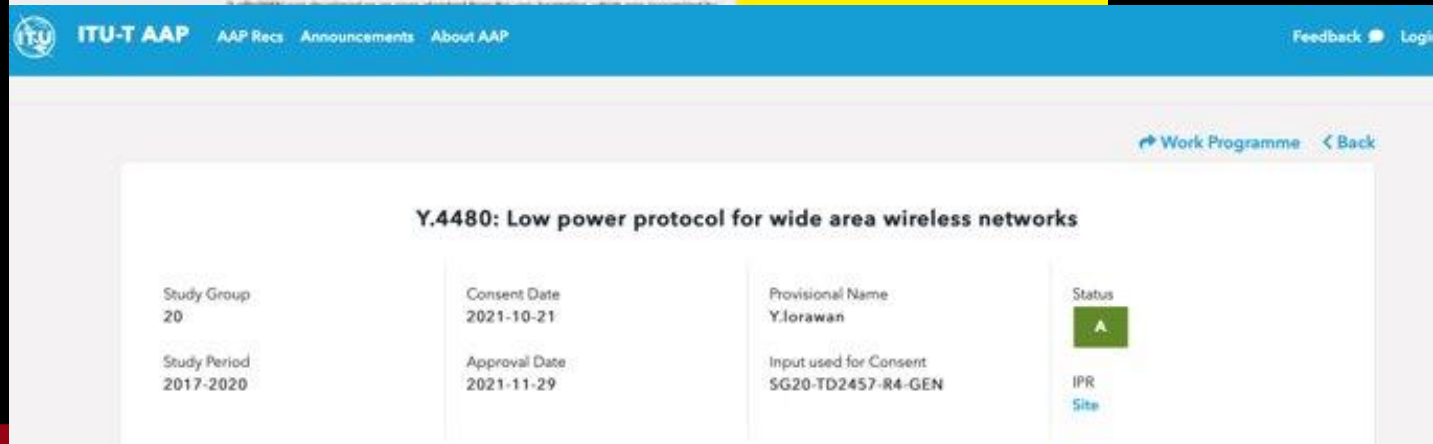 ITU-T AAP AAP Recs Announcements About AAP Feedback Login
Work Programme Back
Y.4480: Low power protocol for wide area wireless networks
Study Group
20
Study Period
2017-2020
Consent Date
2021-10-21
Approval Date
2021-11-29
Provisional Name
Y.lorawan
Input used for Consent
SG20-TD2457-R4-GEN
Status
A
IPR
Site